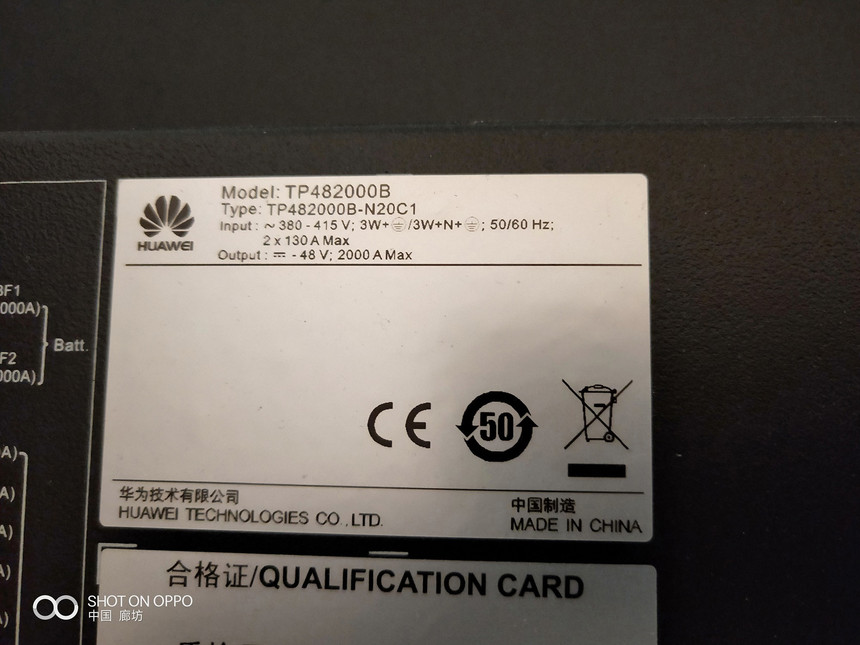 Model: TP482000B
Type: TP482000B-N20C1
Input : ~ 380 - 415 V; 3W+⏚/3W+N+⏚; 50/60 Hz;
2 x 130 A Max
Output : ⎓ - 48 V; 2000 A Max
HUAWEI
BF1
000A)
Batt.
F2
000A)
CE
50
A)
A)
A)
A)
A)
华为技术有限公司
HUAWEI TECHNOLOGIES CO.,LTD.
中国制造
MADE IN CHINA
合格证/QUALIFICATION CARD
SHOT ON OPPO
中国 廊坊